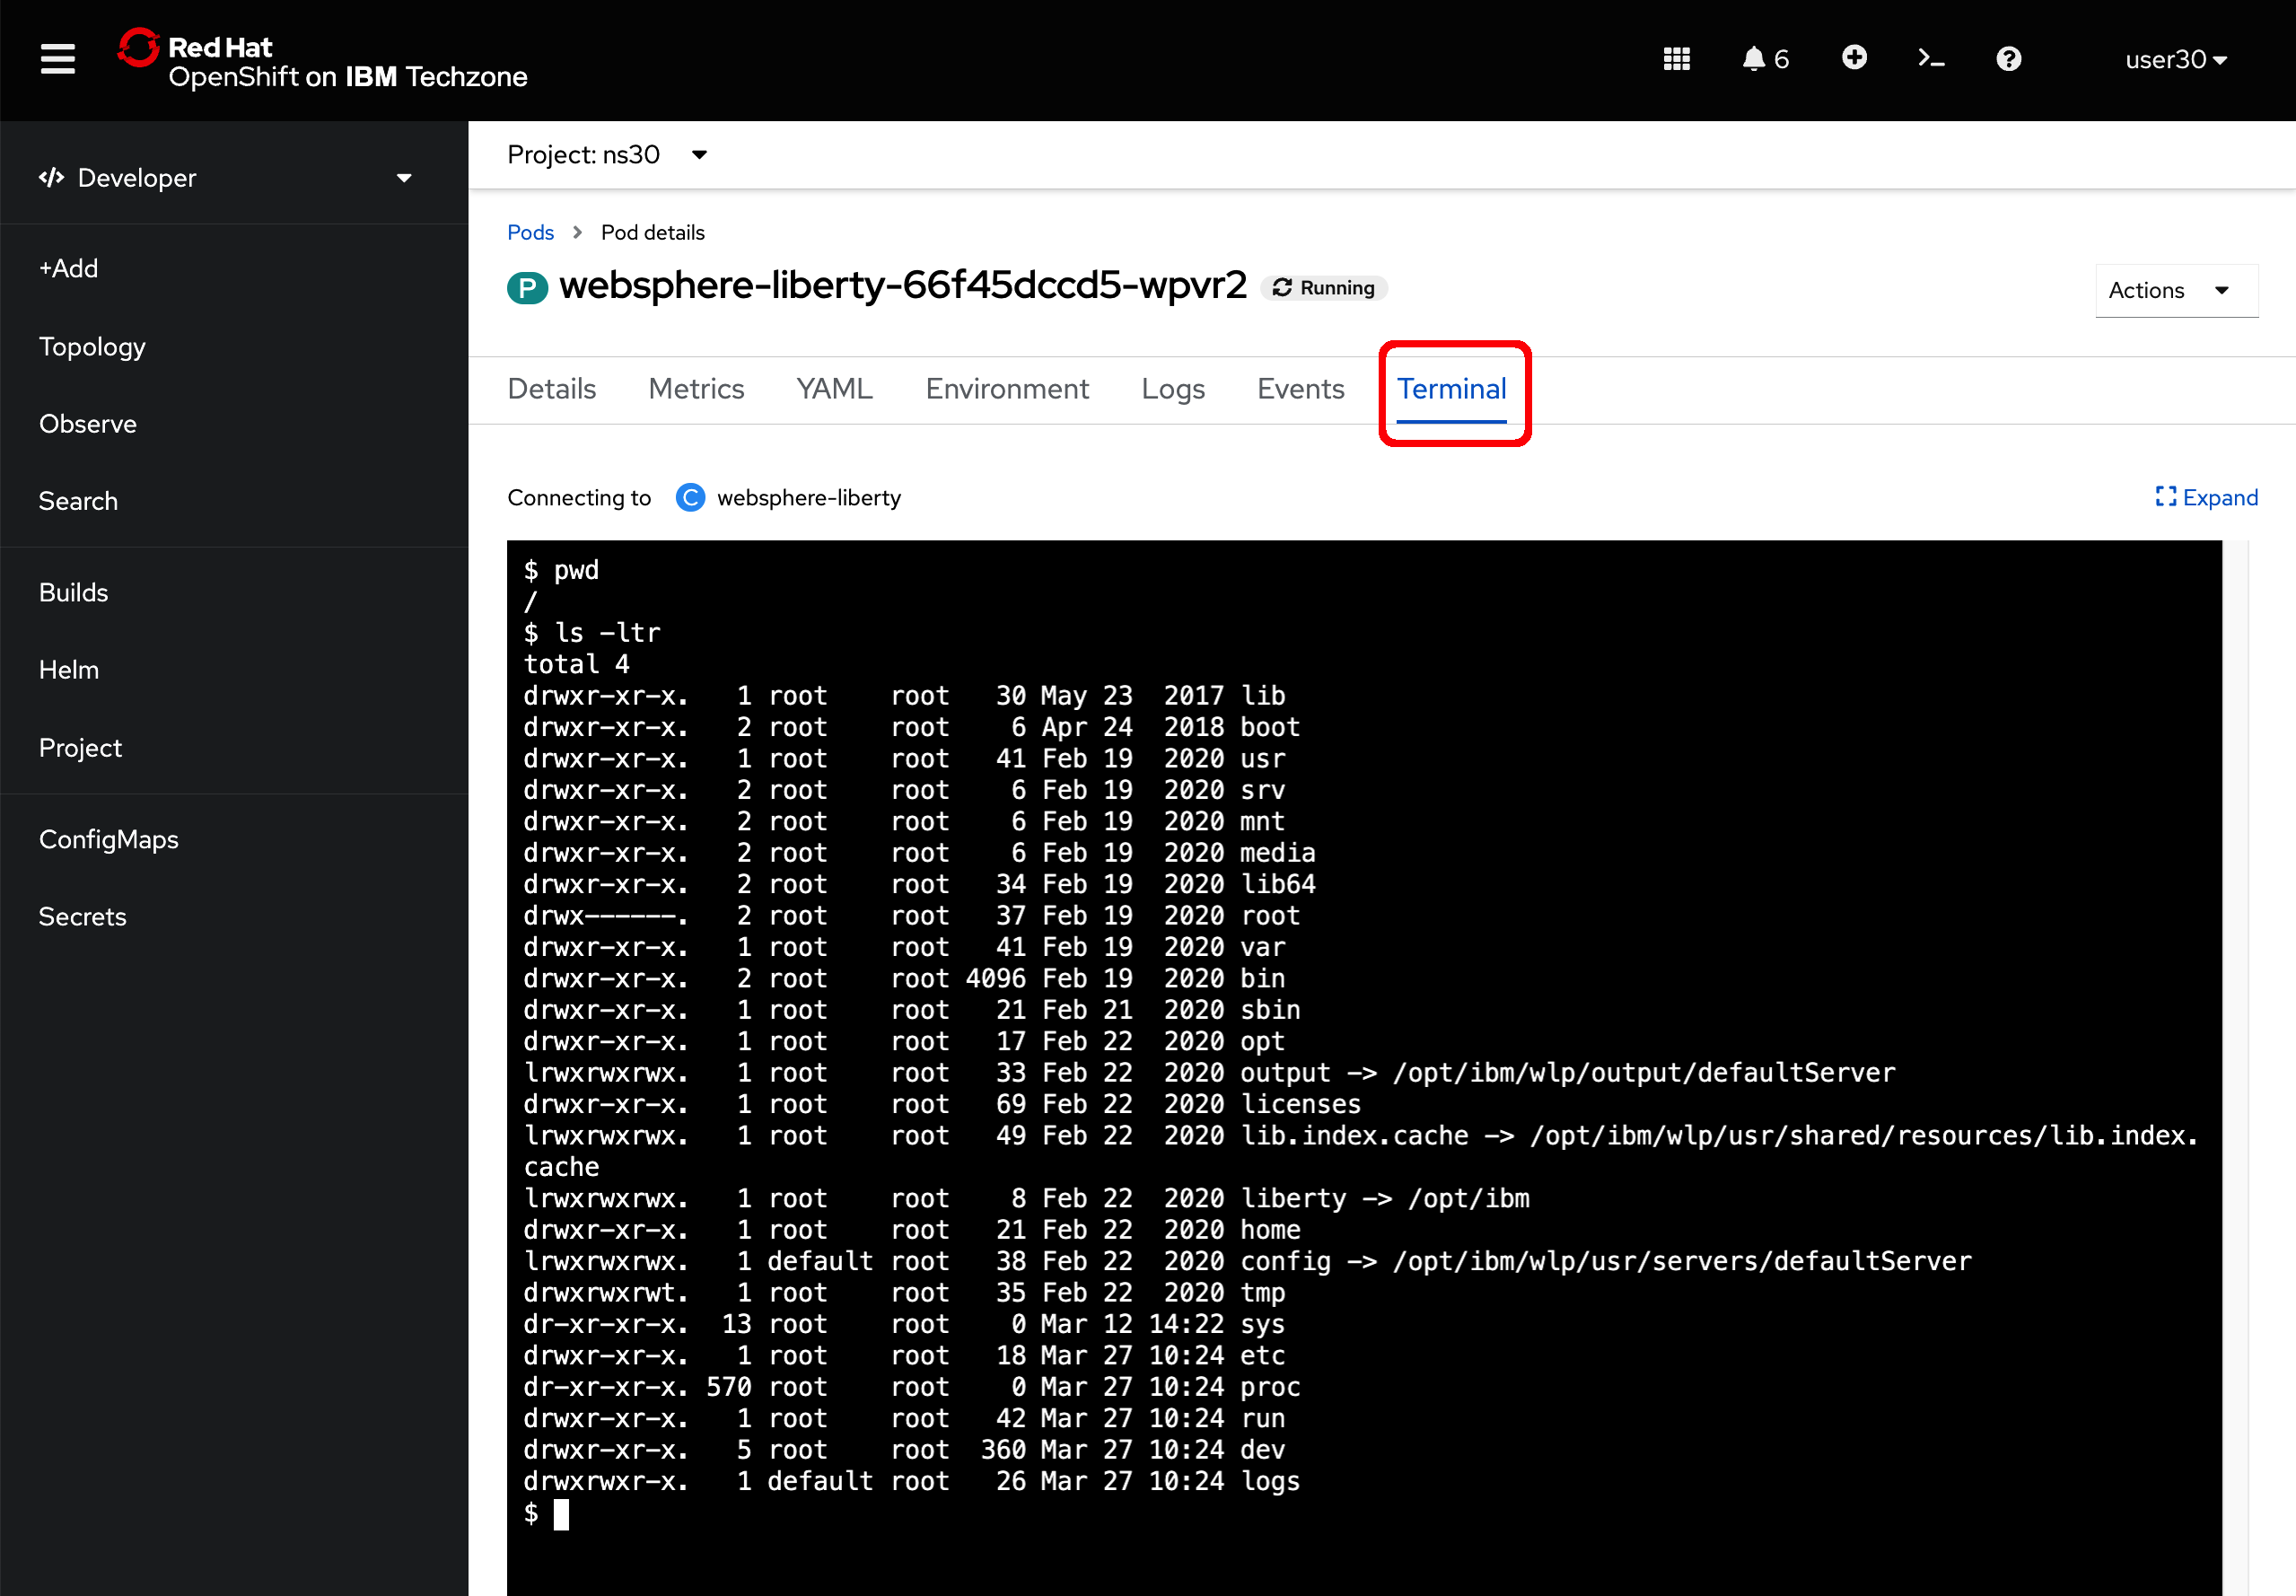 Red Hat
OpenShift on IBM Techzone
6
user30
Developer
+Add
Topology
Observe
Search
Builds
Helm
Project
ConfigMaps
Secrets
Project: ns30
Pods > Pod details
P websphere-liberty-66f45dccd5-wpvr2 Running
Actions
Details Metrics YAML Environment Logs Events Terminal
Connecting to C websphere-liberty
Expand
$ pwd
/
$ ls -ltr
total 4
drwxr-xr-x.   1 root    root   30 May 23  2017 lib
drwxr-xr-x.   2 root    root    6 Apr 24  2018 boot
drwxr-xr-x.   1 root    root   41 Feb 19  2020 usr
drwxr-xr-x.   2 root    root    6 Feb 19  2020 srv
drwxr-xr-x.   2 root    root    6 Feb 19  2020 mnt
drwxr-xr-x.   2 root    root    6 Feb 19  2020 media
drwxr-xr-x.   2 root    root   34 Feb 19  2020 lib64
drwx------.   2 root    root   37 Feb 19  2020 root
drwxr-xr-x.   1 root    root   41 Feb 19  2020 var
drwxr-xr-x.   2 root    root 4096 Feb 19  2020 bin
drwxr-xr-x.   1 root    root   21 Feb 21  2020 sbin
drwxr-xr-x.   1 root    root   17 Feb 22  2020 opt
lrwxrwxrwx.   1 root    root   33 Feb 22  2020 output -> /opt/ibm/wlp/output/defaultServer
drwxr-xr-x.   1 root    root   69 Feb 22  2020 licenses
lrwxrwxrwx.   1 root    root   49 Feb 22  2020 lib.index.cache -> /opt/ibm/wlp/usr/shared/resources/lib.index.
cache
lrwxrwxrwx.   1 root    root    8 Feb 22  2020 liberty -> /opt/ibm
drwxr-xr-x.   1 root    root   21 Feb 22  2020 home
lrwxrwxrwx.   1 default root   38 Feb 22  2020 config -> /opt/ibm/wlp/usr/servers/defaultServer
drwxrwxrwt.   1 root    root   35 Feb 22  2020 tmp
dr-xr-xr-x.  13 root    root    0 Mar 12 14:22 sys
drwxr-xr-x.   1 root    root   18 Mar 27 10:24 etc
dr-xr-xr-x. 570 root    root    0 Mar 27 10:24 proc
drwxr-xr-x.   1 root    root   42 Mar 27 10:24 run
drwxr-xr-x.   5 root    root  360 Mar 27 10:24 dev
drwxrwxr-x.   1 default root   26 Mar 27 10:24 logs
$